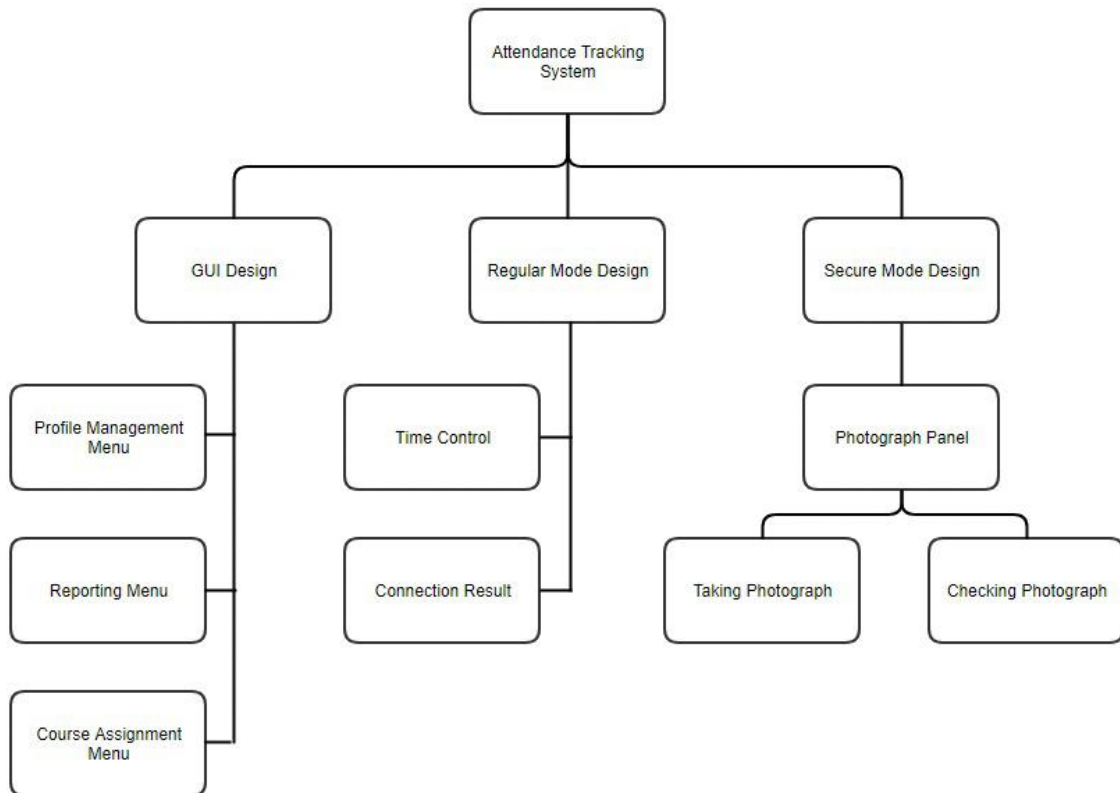 Attendance Tracking
System
GUI Design
Regular Mode Design
Secure Mode Design
Profile Management
Menu
Time Control
Photograph Panel
Reporting Menu
Connection Result
Taking Photograph
Checking Photograph
Course Assignment
Menu